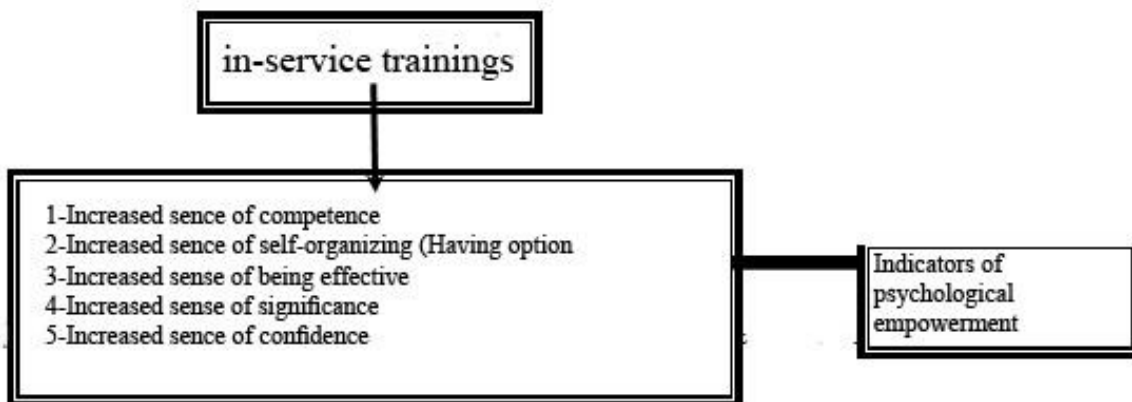 in-service trainings
1-Increased sence of competence
2-Increased sence of self-organizing (Having option
3-Increased sense of being effective
4-Increased sense of significance
5-Increased sence of confidence
Indicators of
psychological
empowerment